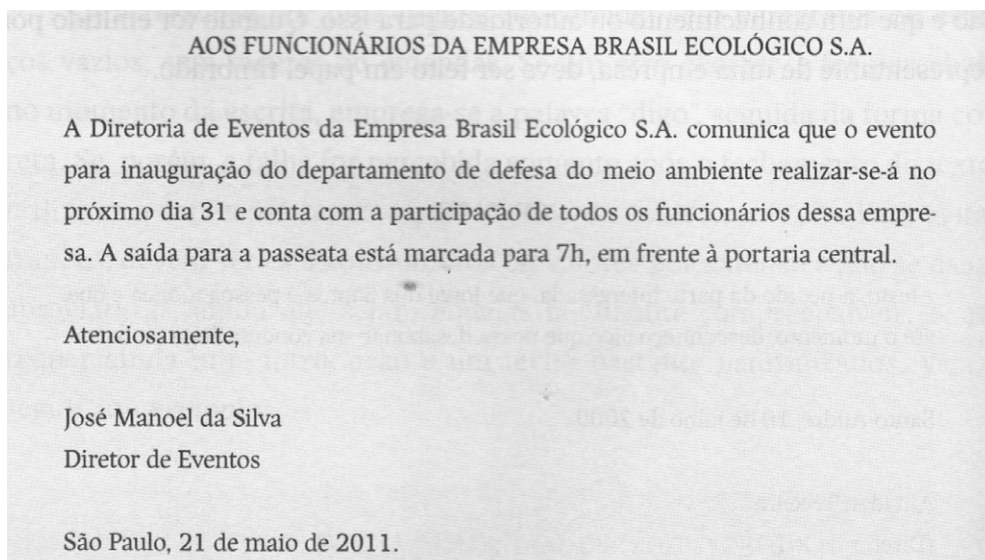 AOS FUNCIONÁRIOS DA EMPRESA BRASIL ECOLÓGICO S.A.
A Diretoria de Eventos da Empresa Brasil Ecológico S.A. comunica que o evento
para inauguração do departamento de defesa do meio ambiente realizar-se-á no
próximo dia 31 e conta com a participação de todos os funcionários dessa empre-
sa. A saída para a passeata está marcada para 7h, em frente à portaria central.
Atenciosamente,
José Manoel da Silva
Diretor de Eventos
São Paulo, 21 de maio de 2011.